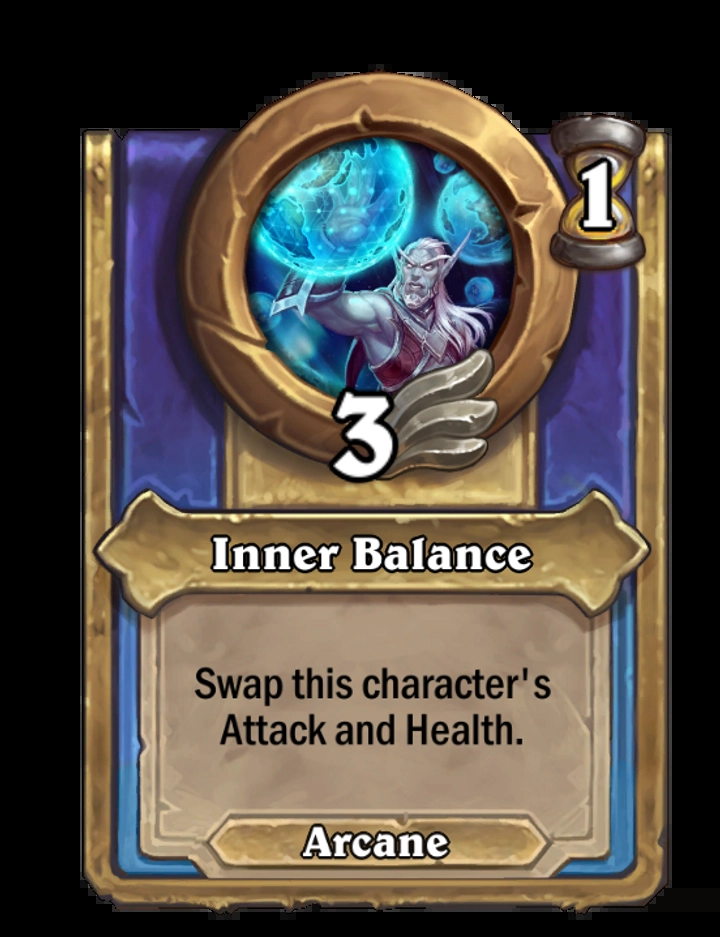 1
3
Inner Balance
Swap this character's
Attack and Health.
Arcane